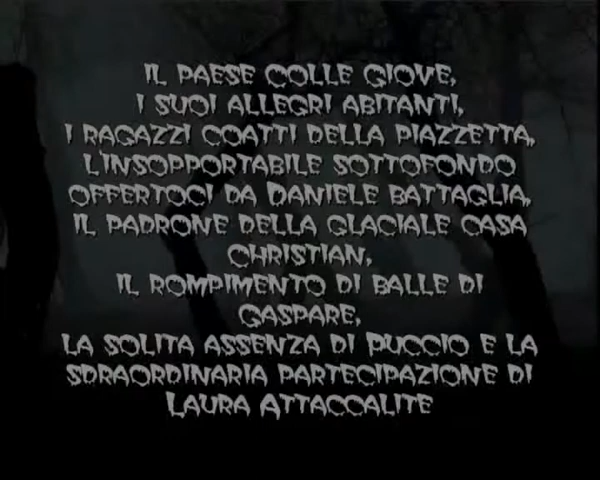 IL PAESE COLLE GIOVE,
I SUOI ALLEGRI ABITANTI,
I RAGAZZI COATTI DELLA PIAZZETTA,
L'INSOPPORTABILE SOTTOFONDO
OFFERTOCI DA DANIELE BATTAGLIA,
IL PADRONE DELLA GLACIALE CASA
CHRISTIAN,
IL ROMPIMENTO DI BALLE DI
GASPARE,
LA SOLITA ASSENZA DI PUCCIO E LA
SDRAORDINARIA PARTECIPAZIONE DI
LAURA ATTACCALITE